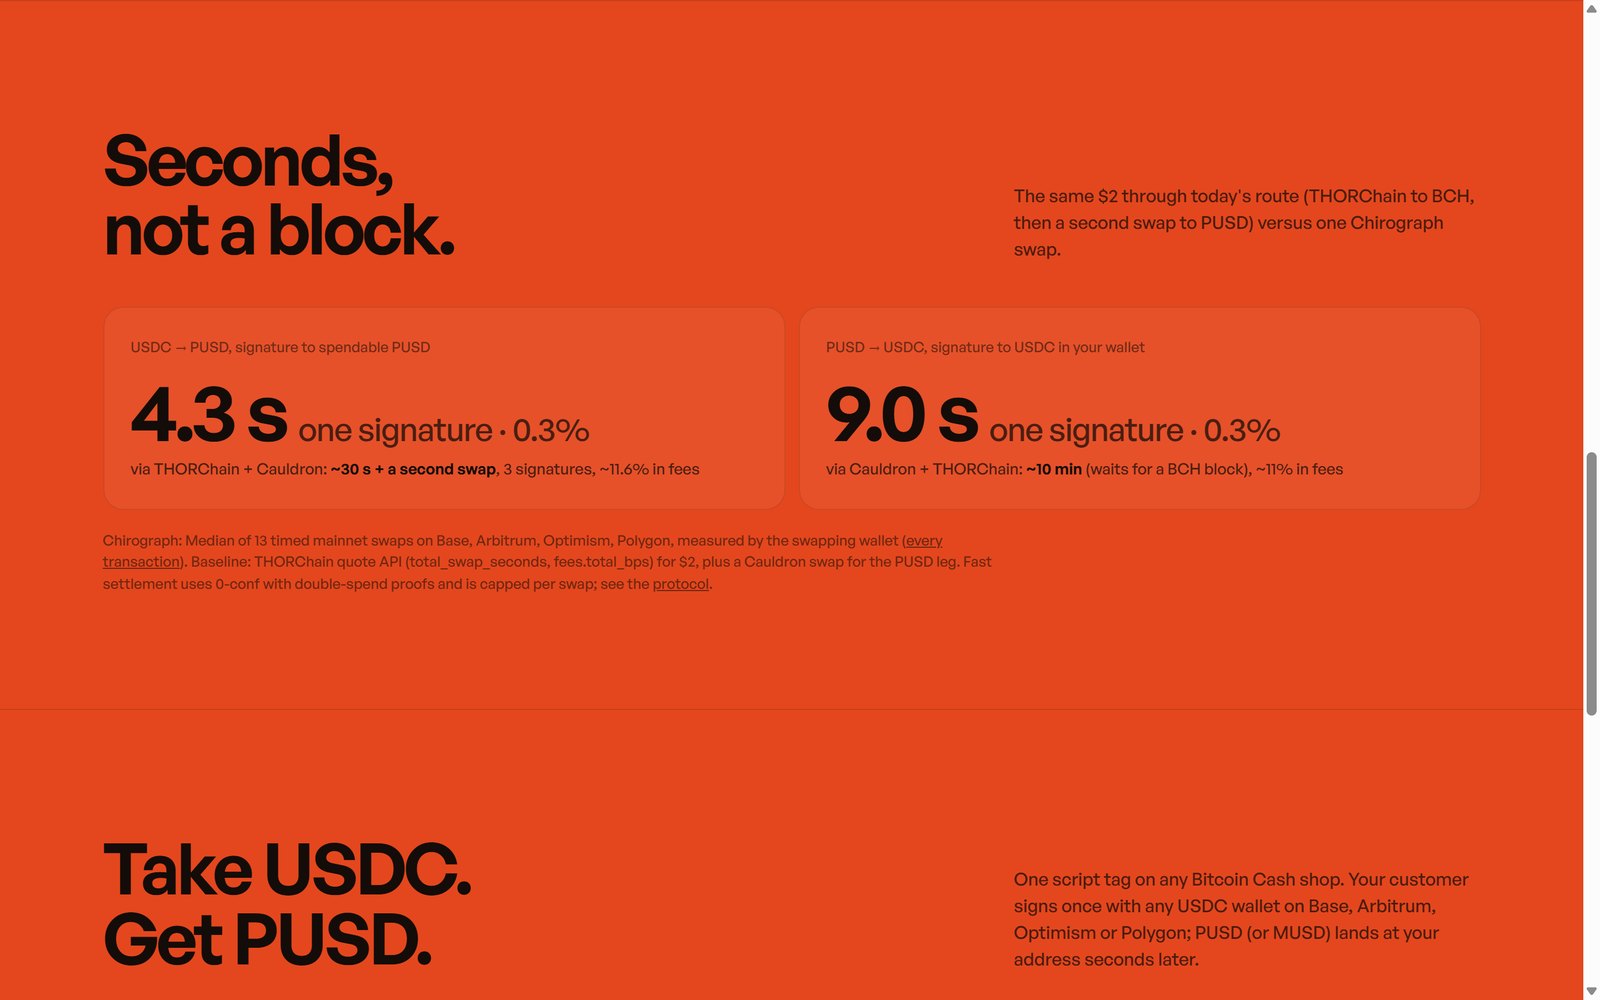 Seconds,
not a block.
The same $2 through today's route (THORChain to BCH,
then a second swap to PUSD) versus one Chirograph
swap.
USDC → PUSD, signature to spendable PUSD
4.3 s one signature · 0.3%
via THORChain + Cauldron: ~30 s + a second swap, 3 signatures, ~11.6% in fees
PUSD → USDC, signature to USDC in your wallet
9.0 s one signature · 0.3%
via Cauldron + THORChain: ~10 min (waits for a BCH block), ~11% in fees
Chirograph: Median of 13 timed mainnet swaps on Base, Arbitrum, Optimism, Polygon, measured by the swapping wallet (every
transaction). Baseline: THORChain quote API (total_swap_seconds, fees.total_bps) for $2, plus a Cauldron swap for the PUSD leg. Fast
settlement uses 0-conf with double-spend proofs and is capped per swap; see the protocol.
Take USDC.
Get PUSD.
One script tag on any Bitcoin Cash shop. Your customer
signs once with any USDC wallet on Base, Arbitrum,
Optimism or Polygon; PUSD (or MUSD) lands at your
address seconds later.